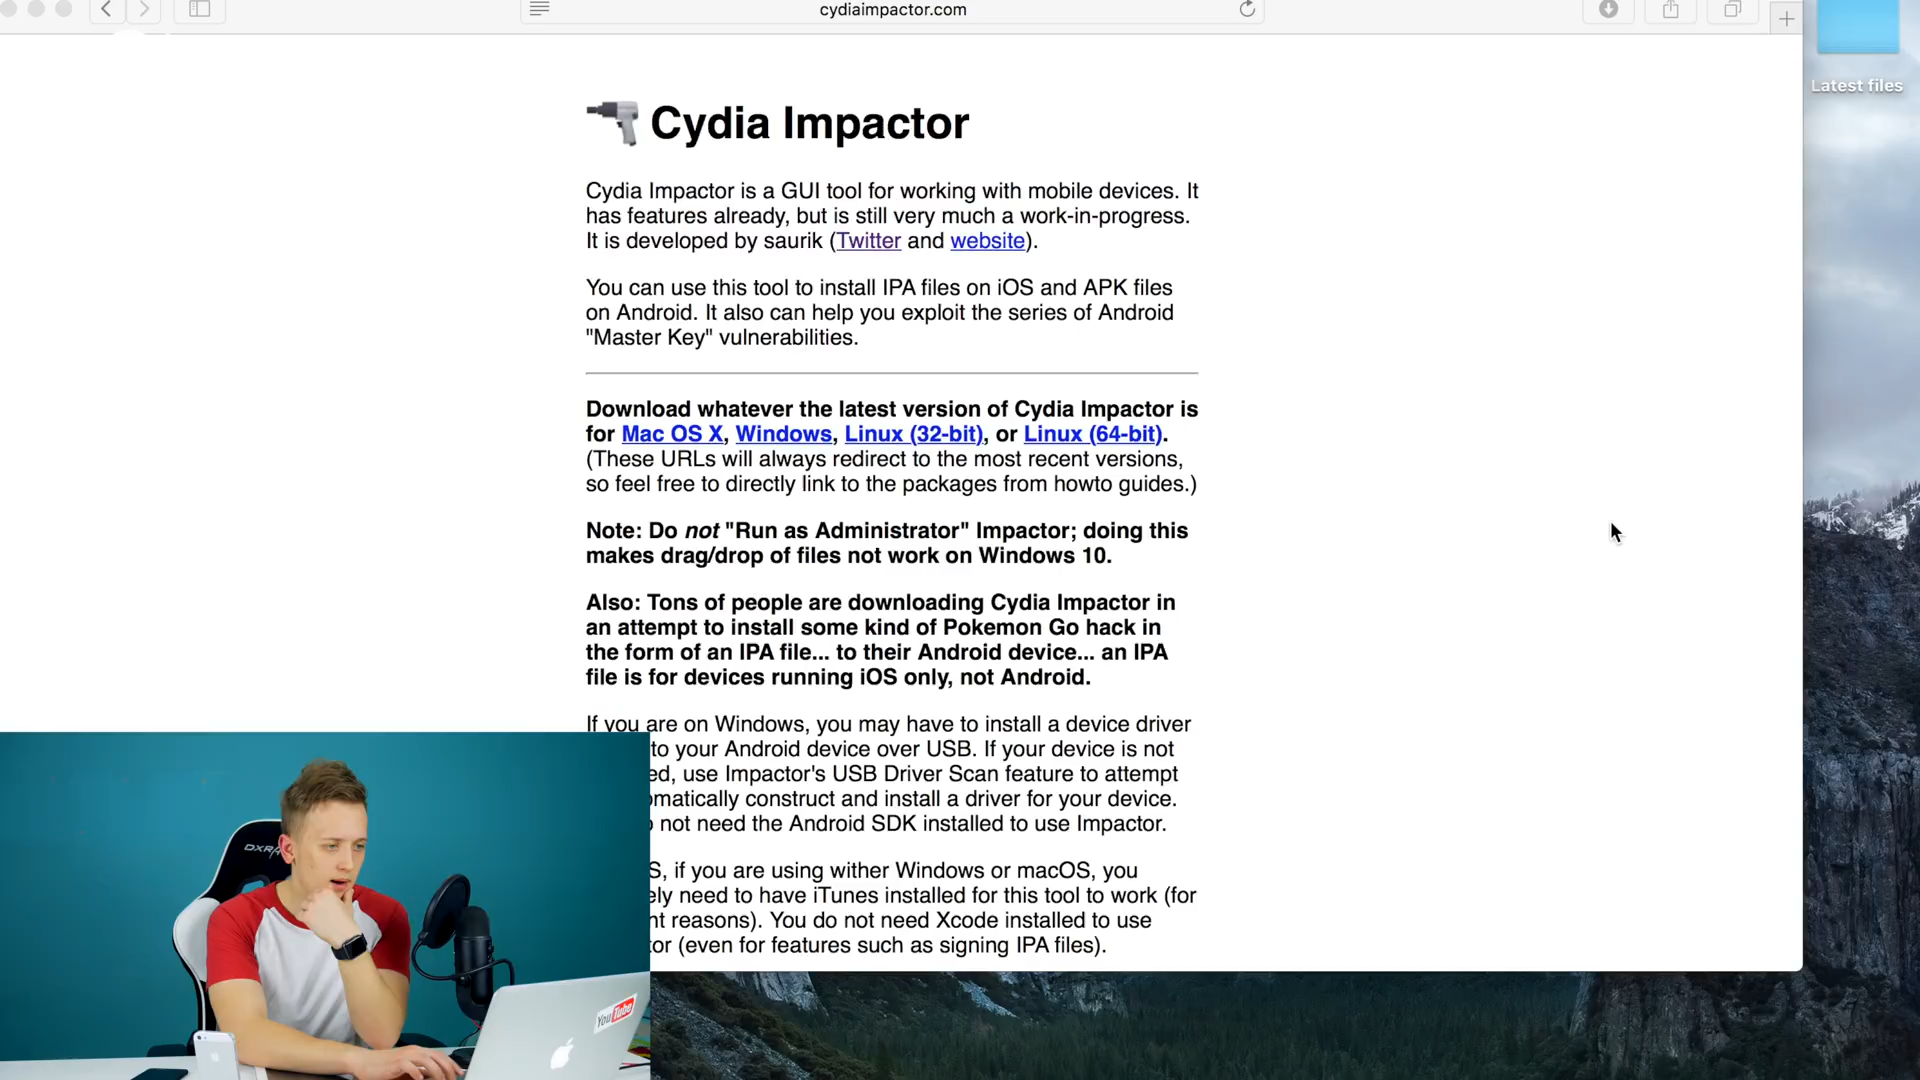 cydiaimpactor.com
Latest files
Cydia Impactor
Cydia Impactor is a GUI tool for working with mobile devices. It
has features already, but is still very much a work-in-progress.
It is developed by saurik (Twitter and website).
You can use this tool to install IPA files on iOS and APK files
on Android. It also can help you exploit the series of Android
"Master Key" vulnerabilities.
Download whatever the latest version of Cydia Impactor is
for Mac OS X, Windows, Linux (32-bit), or Linux (64-bit).
(These URLs will always redirect to the most recent versions,
so feel free to directly link to the packages from howto guides.)
Note: Do not "Run as Administrator" Impactor; doing this
makes drag/drop of files not work on Windows 10.
Also: Tons of people are downloading Cydia Impactor in
an attempt to install some kind of Pokemon Go hack in
the form of an IPA file... to their Android device... an IPA
file is for devices running iOS only, not Android.
If you are on Windows, you may have to install a device driver
to your Android device over USB. If your device is not
use Impactor's USB Driver Scan feature to attempt
construct and install a driver for your device.
not need the Android SDK installed to use Impactor.
if you are using wither Windows or macOS, you
need to have iTunes installed for this tool to work (for
reasons). You do not need Xcode installed to use
(even for features such as signing IPA files).
YouTube